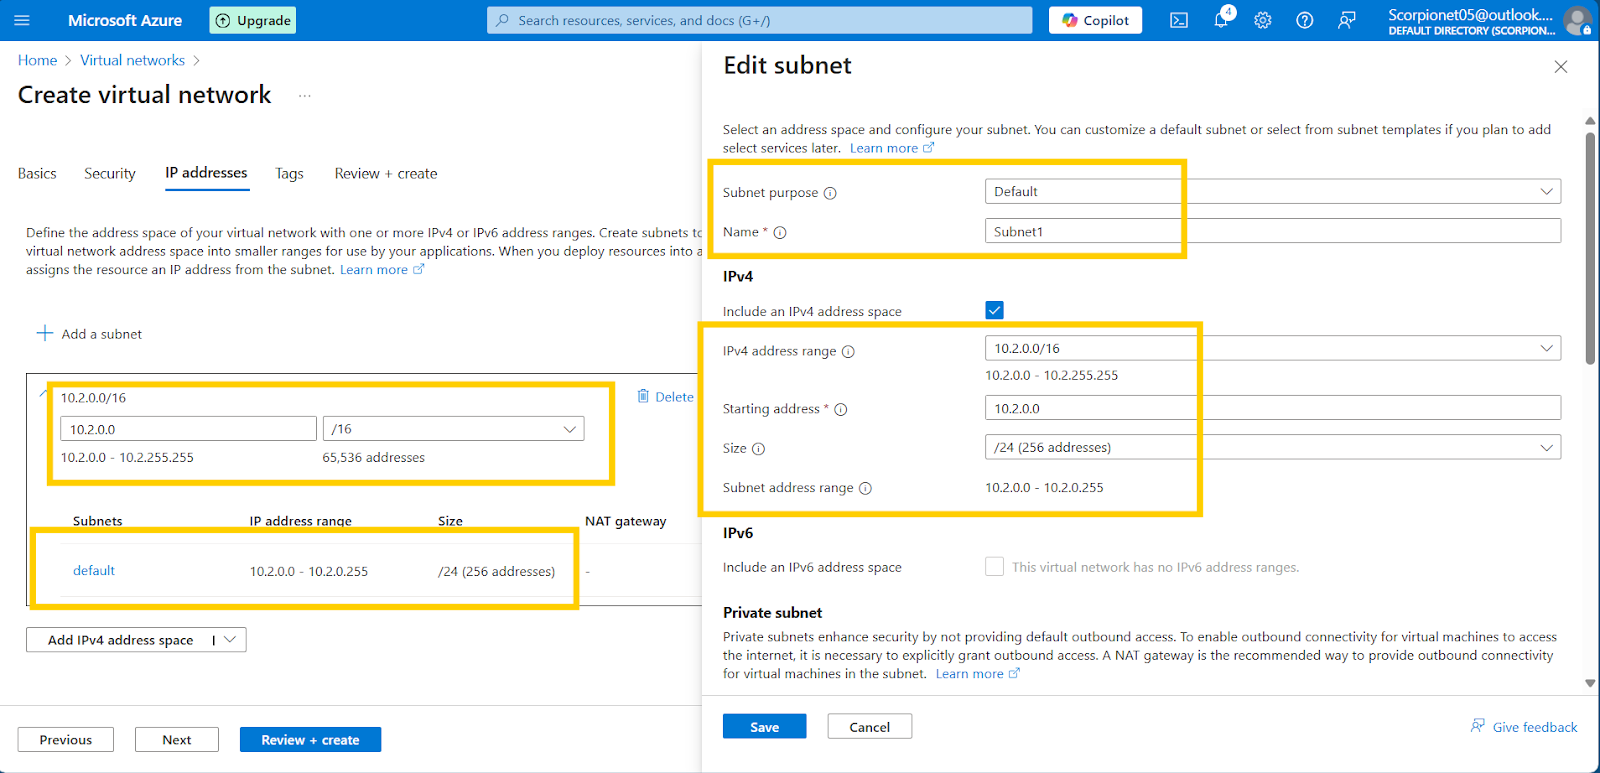 Microsoft Azure
Upgrade
Search resources, services, and docs (G+/)
Copilot
4
Scorpionet05@outlook....
DEFAULT DIRECTORY (SCORPION...
Home > Virtual networks >
Create virtual network ...
Basics
Security
IP addresses
Tags
Review + create
Define the address space of your virtual network with one or more IPv4 or IPv6 address ranges. Create subnets to
virtual network address space into smaller ranges for use by your applications. When you deploy resources into a
assigns the resource an IP address from the subnet. Learn more
Add a subnet
10.2.0.0/16
Delete
10.2.0.0
/16
10.2.0.0 - 10.2.255.255
65,536 addresses
Subnets
IP address range
Size
NAT gateway
default
10.2.0.0 - 10.2.0.255
/24 (256 addresses)
-
Add IPv4 address space |
Previous
Next
Review + create
Edit subnet
Select an address space and configure your subnet. You can customize a default subnet or select from subnet templates if you plan to add
select services later. Learn more
Subnet purpose
Default
Name *
Subnet1
IPv4
Include an IPv4 address space
IPv4 address range
10.2.0.0/16
10.2.0.0 - 10.2.255.255
Starting address *
10.2.0.0
Size
/24 (256 addresses)
Subnet address range
10.2.0.0 - 10.2.0.255
IPv6
Include an IPv6 address space
This virtual network has no IPv6 address ranges.
Private subnet
Private subnets enhance security by not providing default outbound access. To enable outbound connectivity for virtual machines to access
the internet, it is necessary to explicitly grant outbound access. A NAT gateway is the recommended way to provide outbound connectivity
for virtual machines in the subnet. Learn more
Save
Cancel
Give feedback